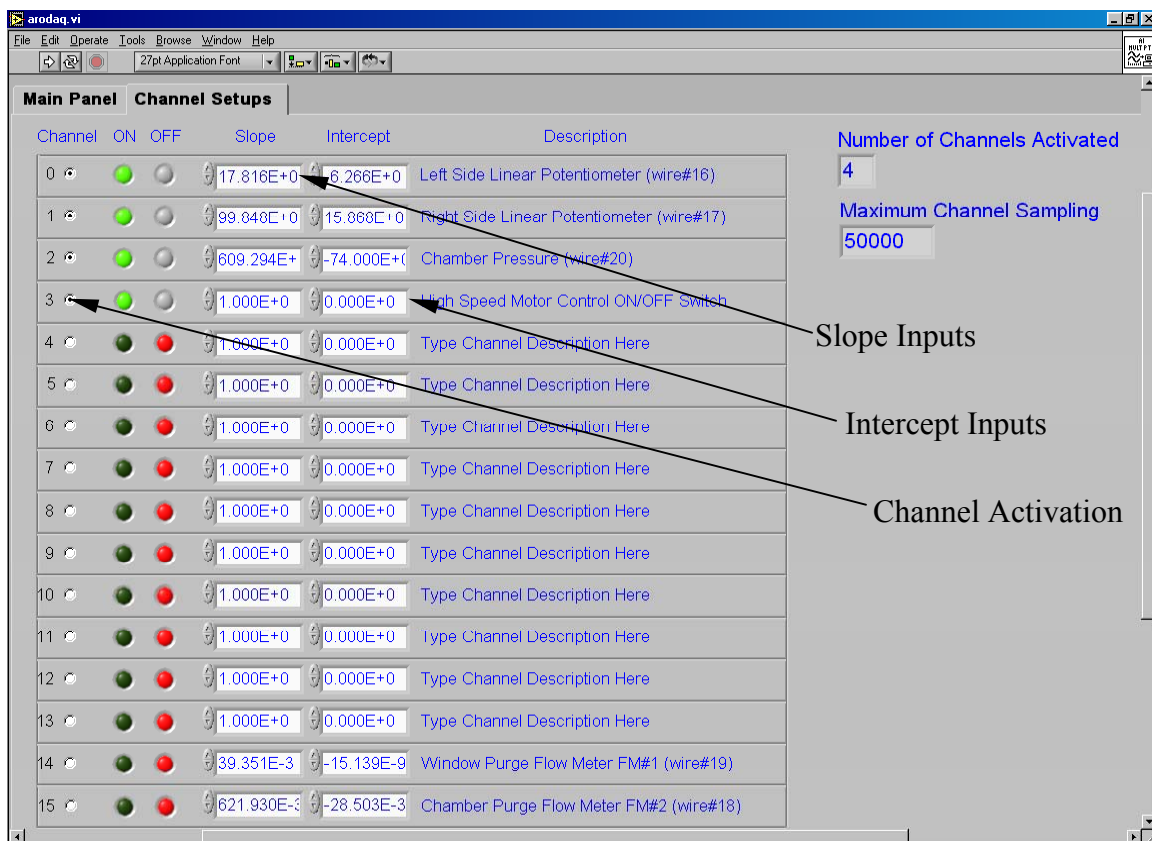 arodaq.vi
File Edit Operate Tools Browse Window Help
27pt Application Font
AI
MULT PT
Main Panel Channel Setups
Channel ON OFF Slope Intercept Description
0 17.816E+0 6.266E+0 Left Side Linear Potentiometer (wire#16)
1 99.848E+0 15.868E+0 Right Side Linear Potentiometer (wire#17)
2 609.294E+ -74.000E+ Chamber Pressure (wire#20)
3 1.000E+0 0.000E+0 High Speed Motor Control ON/OFF Switch
4 1.000E+0 0.000E+0 Type Channel Description Here
5 1.000E+0 0.000E+0 Type Channel Description Here
6 1.000E+0 0.000E+0 Type Channel Description Here
7 1.000E+0 0.000E+0 Type Channel Description Here
8 1.000E+0 0.000E+0 Type Channel Description Here
9 1.000E+0 0.000E+0 Type Channel Description Here
10 1.000E+0 0.000E+0 Type Channel Description Here
11 1.000E+0 0.000E+0 Type Channel Description Here
12 1.000E+0 0.000E+0 Type Channel Description Here
13 1.000E+0 0.000E+0 Type Channel Description Here
14 39.351E-3 -15.139E-9 Window Purge Flow Meter FM#1 (wire#19)
15 621.930E-3 -28.503E-3 Chamber Purge Flow Meter FM#2 (wire#18)
Number of Channels Activated
4
Maximum Channel Sampling
50000
Slope Inputs
Intercept Inputs
Channel Activation